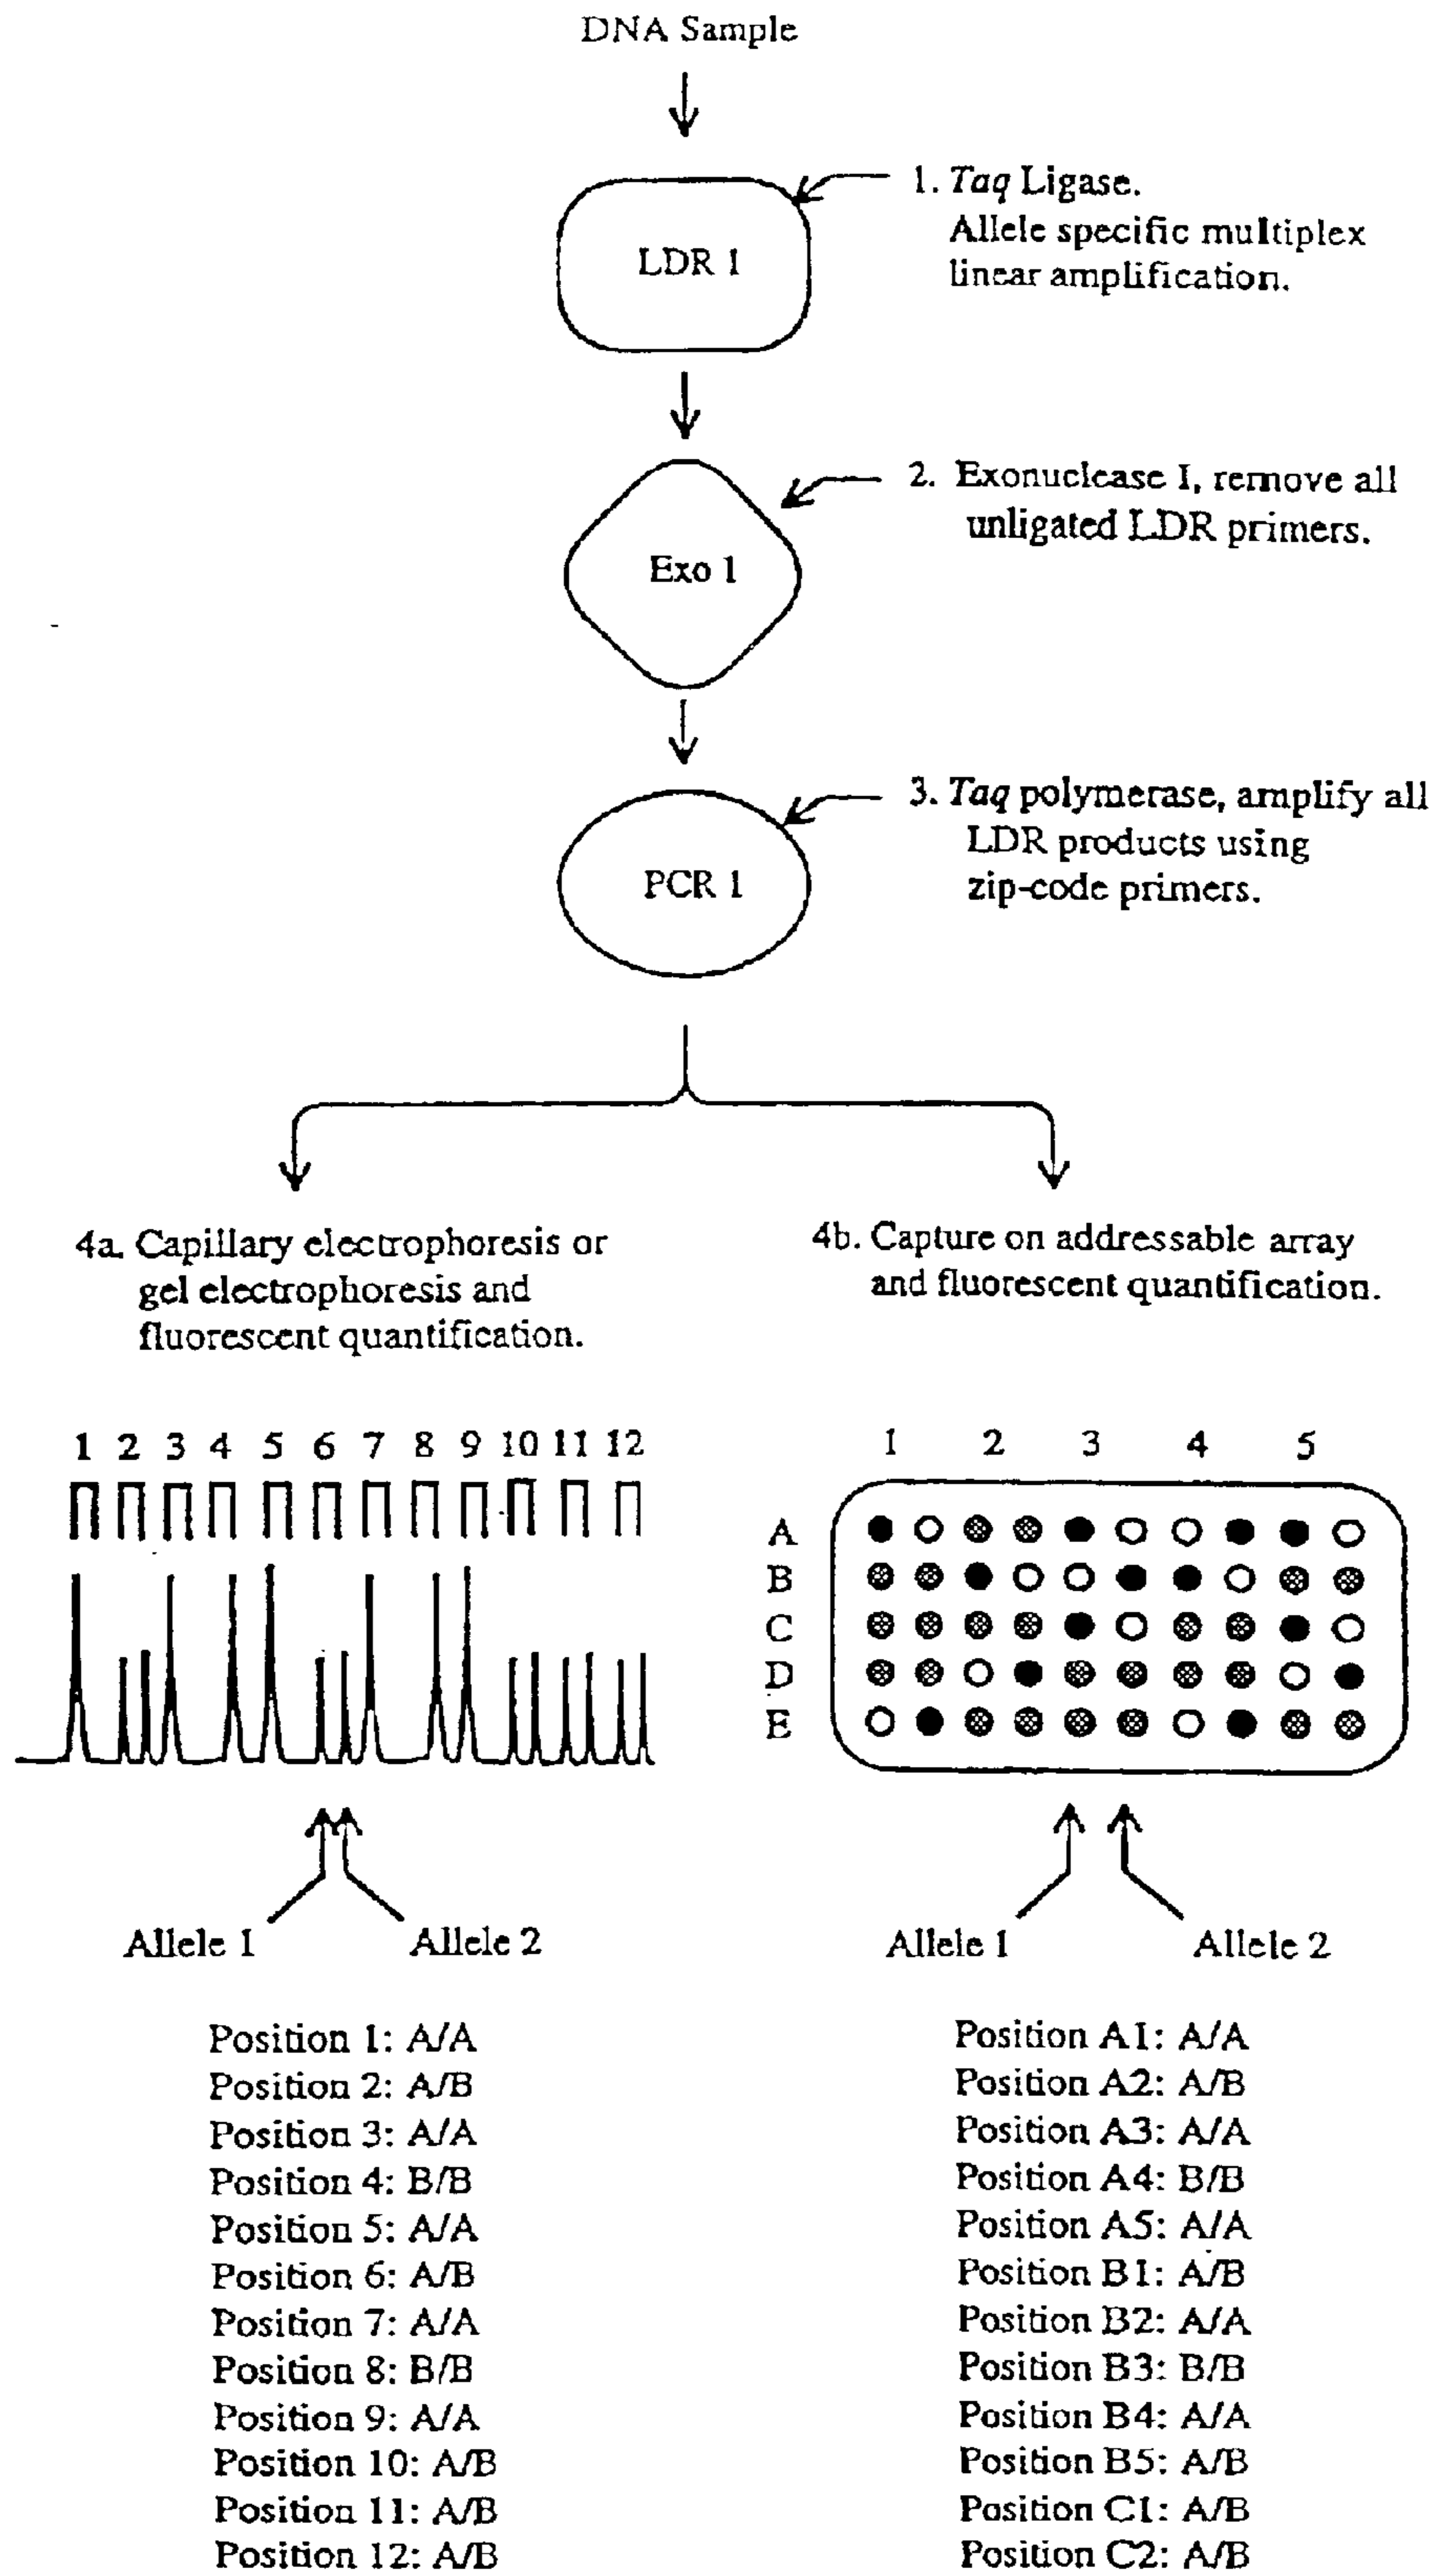 DNA Sample
LDR 1
1. Taq Ligase.
Allele specific multiplex
linear amplification.
Exo 1
2. Exonuclease I, remove all
unligated LDR primers.
PCR 1
3. Taq polymerase, amplify all
LDR products using
zip-code primers.
4a. Capillary electrophoresis or
gel electrophoresis and
fluorescent quantification.
1 2 3 4 5 6 7 8 9 10 11 12
Allele 1
Allele 2
Position 1: A/A
Position 2: A/B
Position 3: A/A
Position 4: B/B
Position 5: A/A
Position 6: A/B
Position 7: A/A
Position 8: B/B
Position 9: A/A
Position 10: A/B
Position 11: A/B
Position 12: A/B
4b. Capture on addressable array
and fluorescent quantification.
1 2 3 4 5
A
B
C
D
E
Allele 1
Allele 2
Position A1: A/A
Position A2: A/B
Position A3: A/A
Position A4: B/B
Position A5: A/A
Position B1: A/B
Position B2: A/A
Position B3: B/B
Position B4: A/A
Position B5: A/B
Position C1: A/B
Position C2: A/B